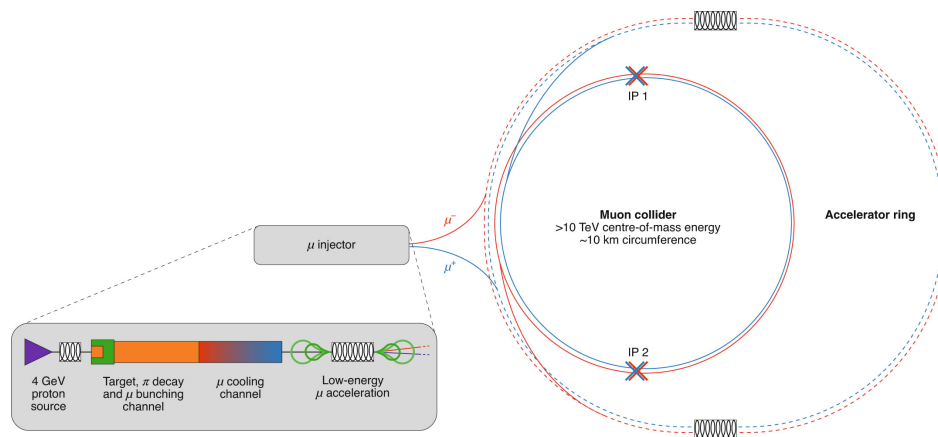 IP 1
Muon collider
>10 TeV centre-of-mass energy
~10 km circumference
Accelerator ring
μ⁻
μ injector
μ⁺
IP 2
4 GeV
proton
source
Target, π decay
and μ bunching
channel
μ cooling
channel
Low-energy
μ acceleration